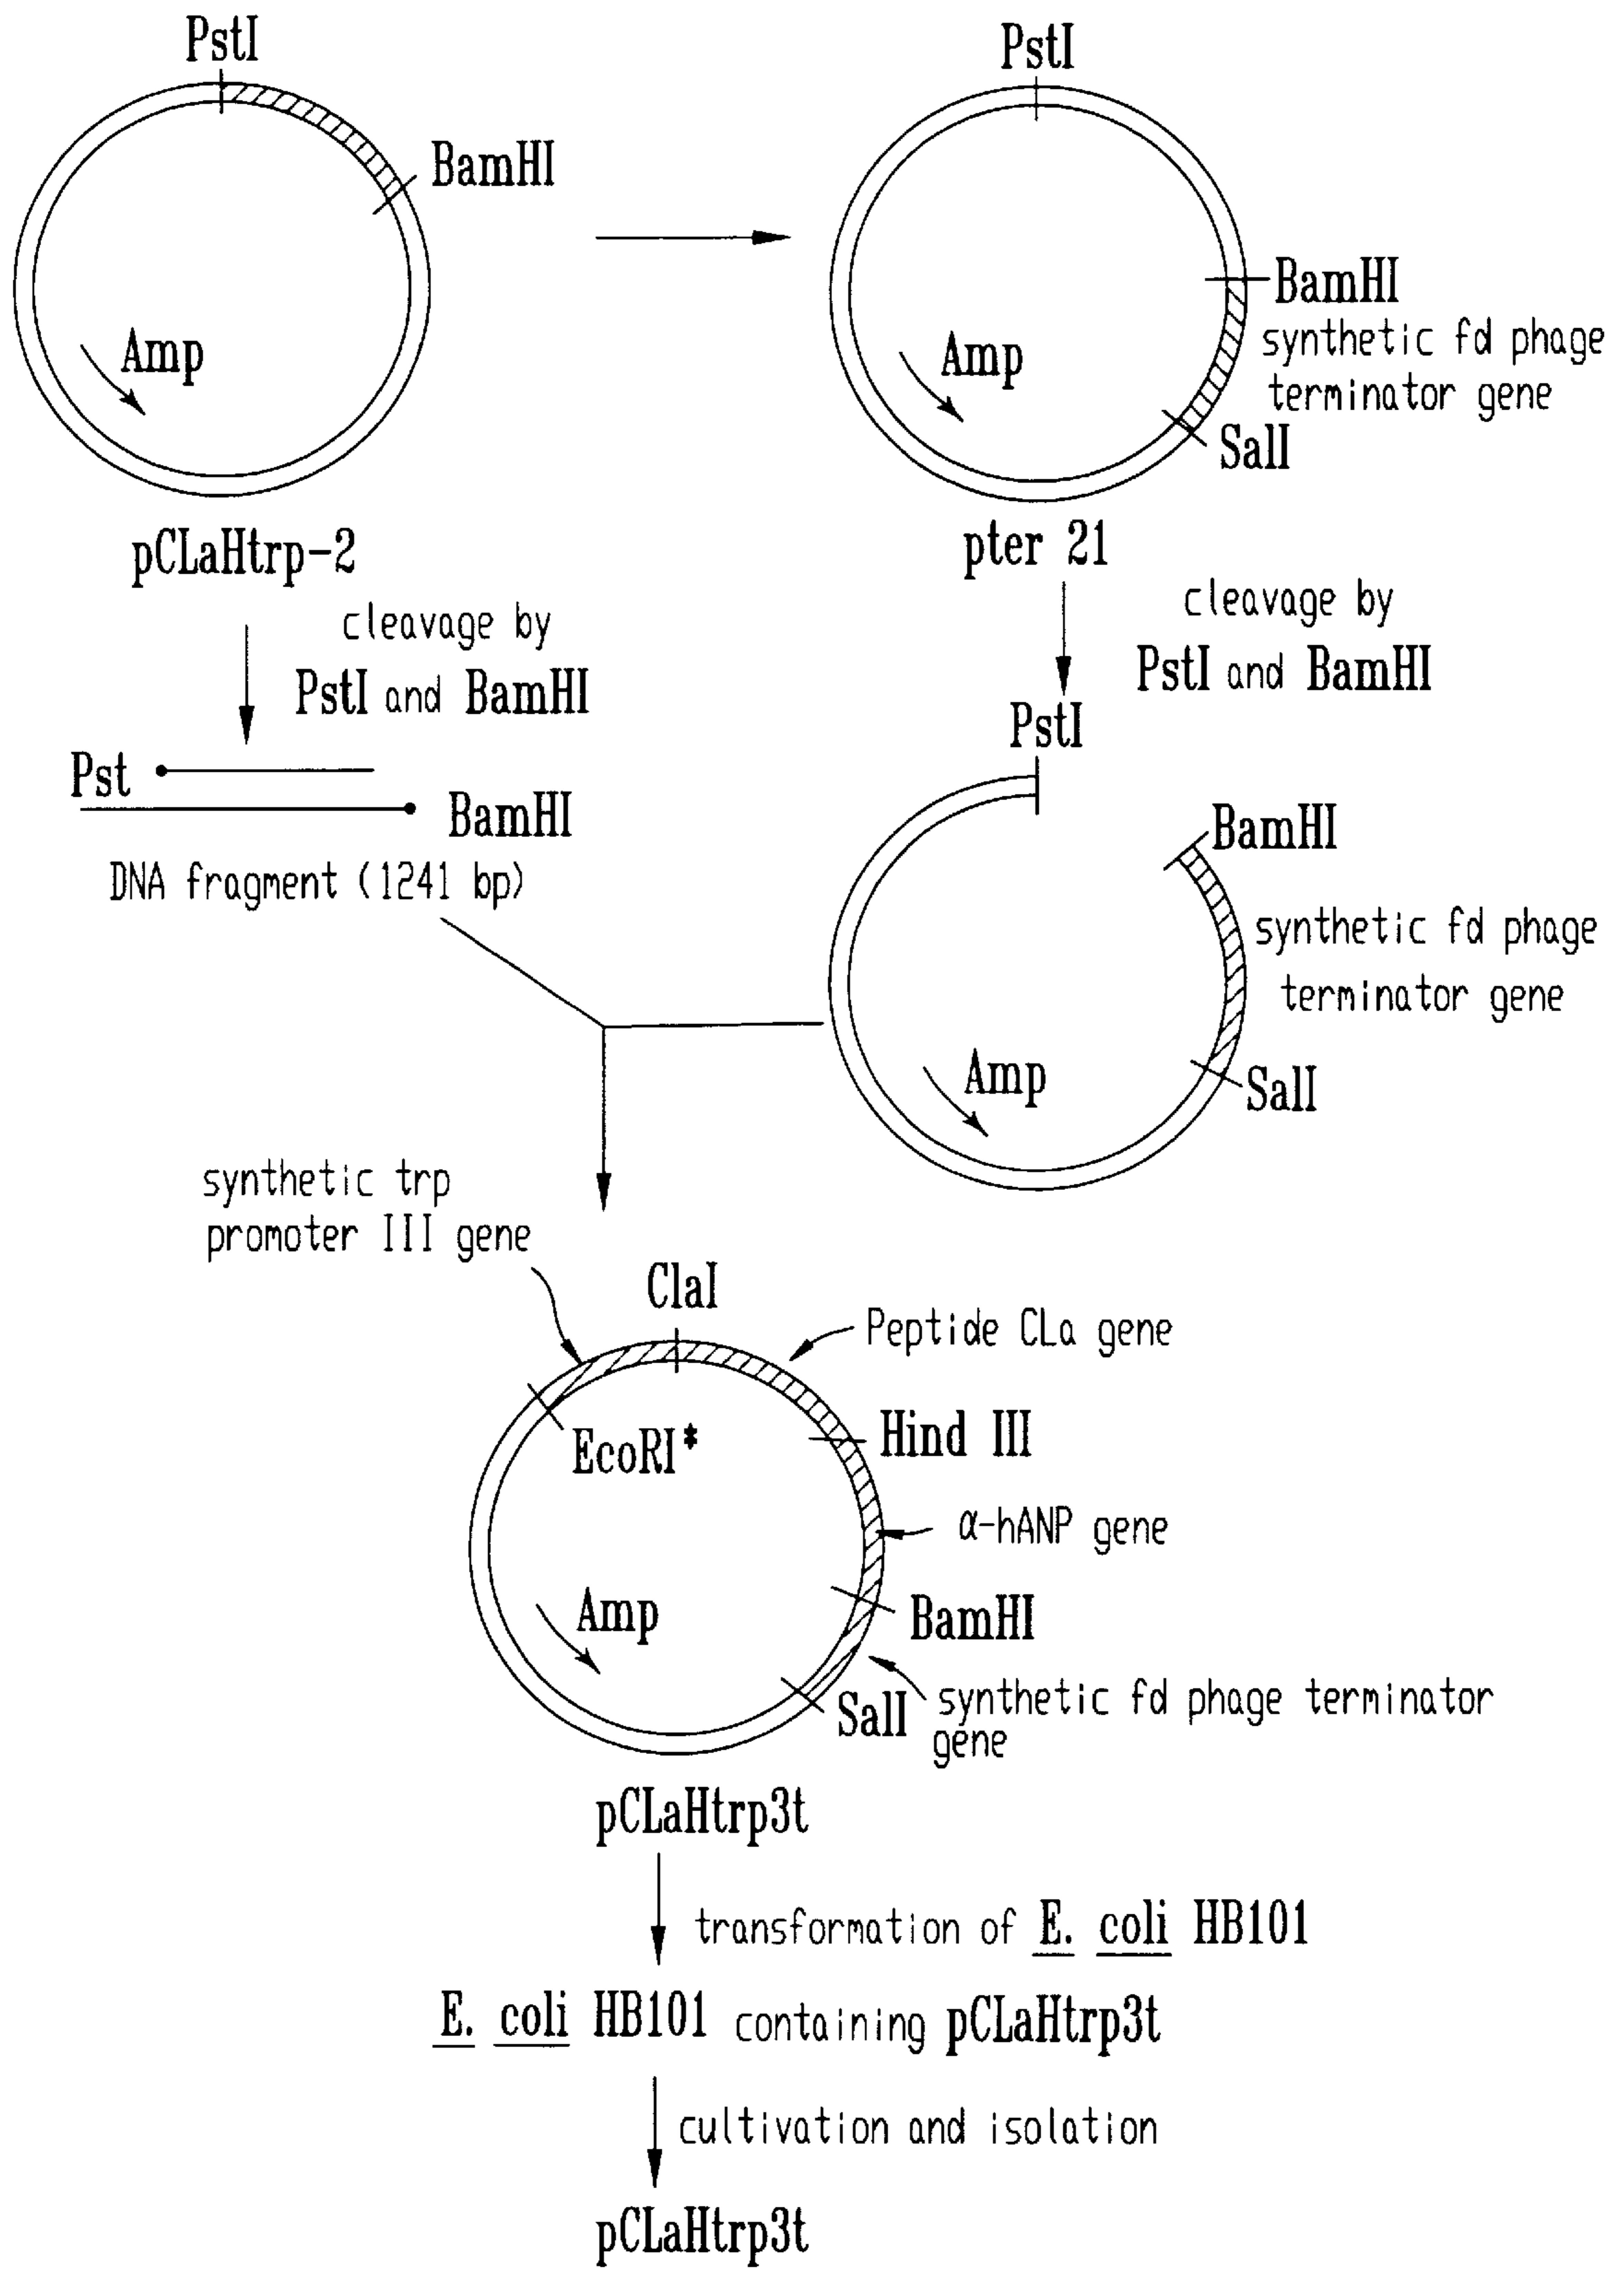 PstI
BamHI
Amp
pCLaHtrp-2
cleavage by
PstI and BamHI
Pst
BamHI
DNA fragment (1241 bp)
PstI
BamHI
synthetic fd phage
terminator gene
SalI
Amp
pter 21
cleavage by
PstI and BamHI
PstI
BamHI
synthetic fd phage
terminator gene
SalI
Amp
synthetic trp
promoter III gene
ClaI
Peptide CLa gene
EcoRI*
Hind III
α-hANP gene
Amp
BamHI
SalI
synthetic fd phage terminator
gene
pCLaHtrp3t
transformation of E. coli HB101
E. coli HB101 containing pCLaHtrp3t
cultivation and isolation
pCLaHtrp3t